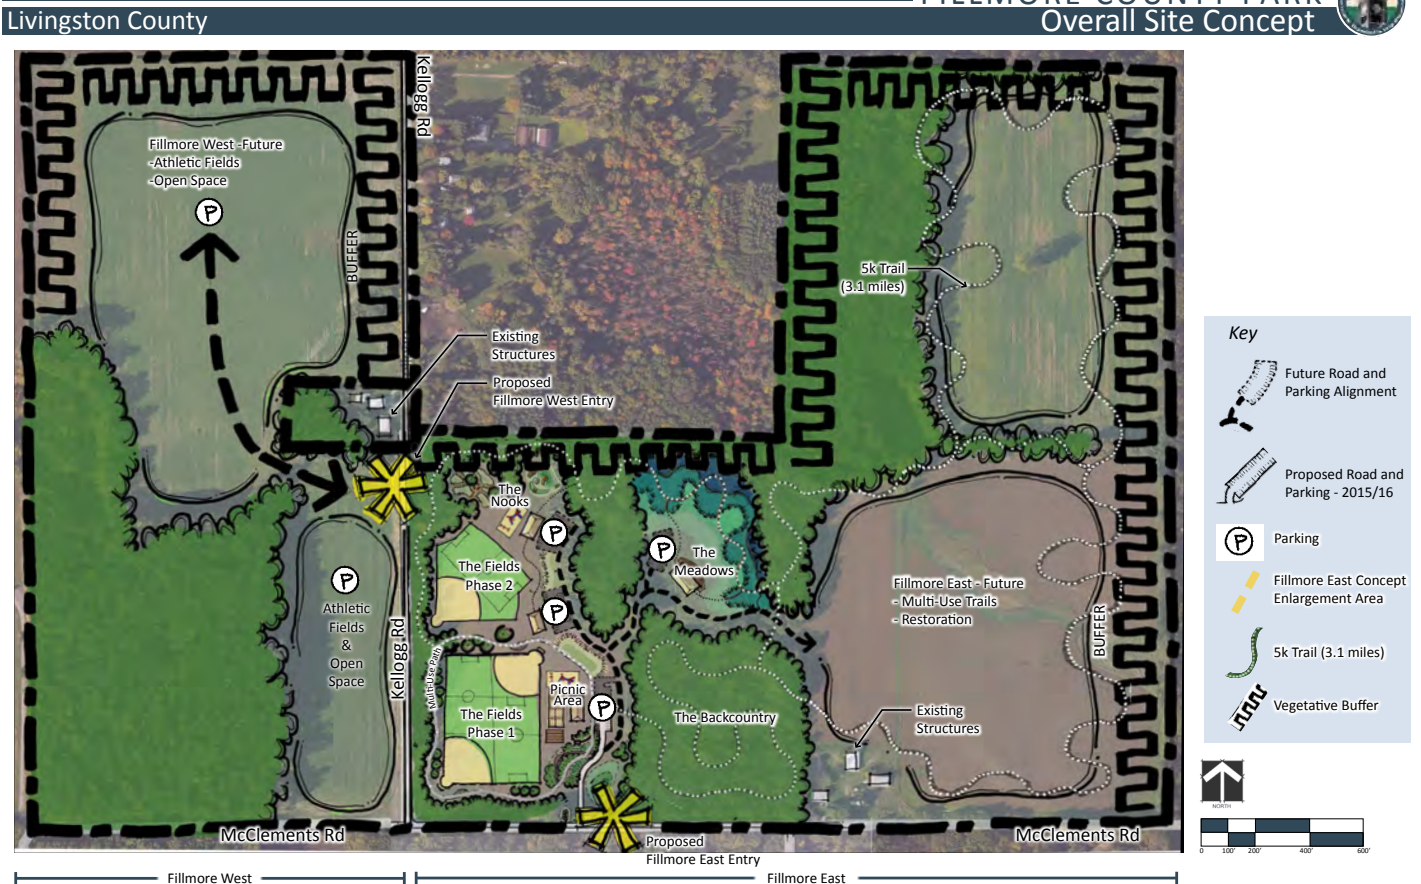 FILLMORE COUNTY PARK
Livingston County
Overall Site Concept
Kellogg Rd
Fillmore West -Future
-Athletic Fields
-Open Space
P
BUFFER
5k Trail
(3.1 miles)
Existing
Structures
Proposed
Fillmore West Entry
The
Nooks
P
The Fields
Phase 2
P
P
The
Meadows
P
Athletic
Fields
&
Open
Space
Kellogg Rd
Multi-Use Path
Fillmore East - Future
- Multi-Use Trails
- Restoration
BUFFER
Picnic
Area
P
The Fields
Phase 1
The Backcountry
Existing
Structures
McClements Rd
McClements Rd
Proposed
Fillmore East Entry
Fillmore West
Fillmore East
Key
Future Road and
Parking Alignment
Proposed Road and
Parking - 2015/16
P
Parking
Fillmore East Concept
Enlargement Area
5k Trail (3.1 miles)
Vegetative Buffer
NORTH
0 100' 200' 400' 600'